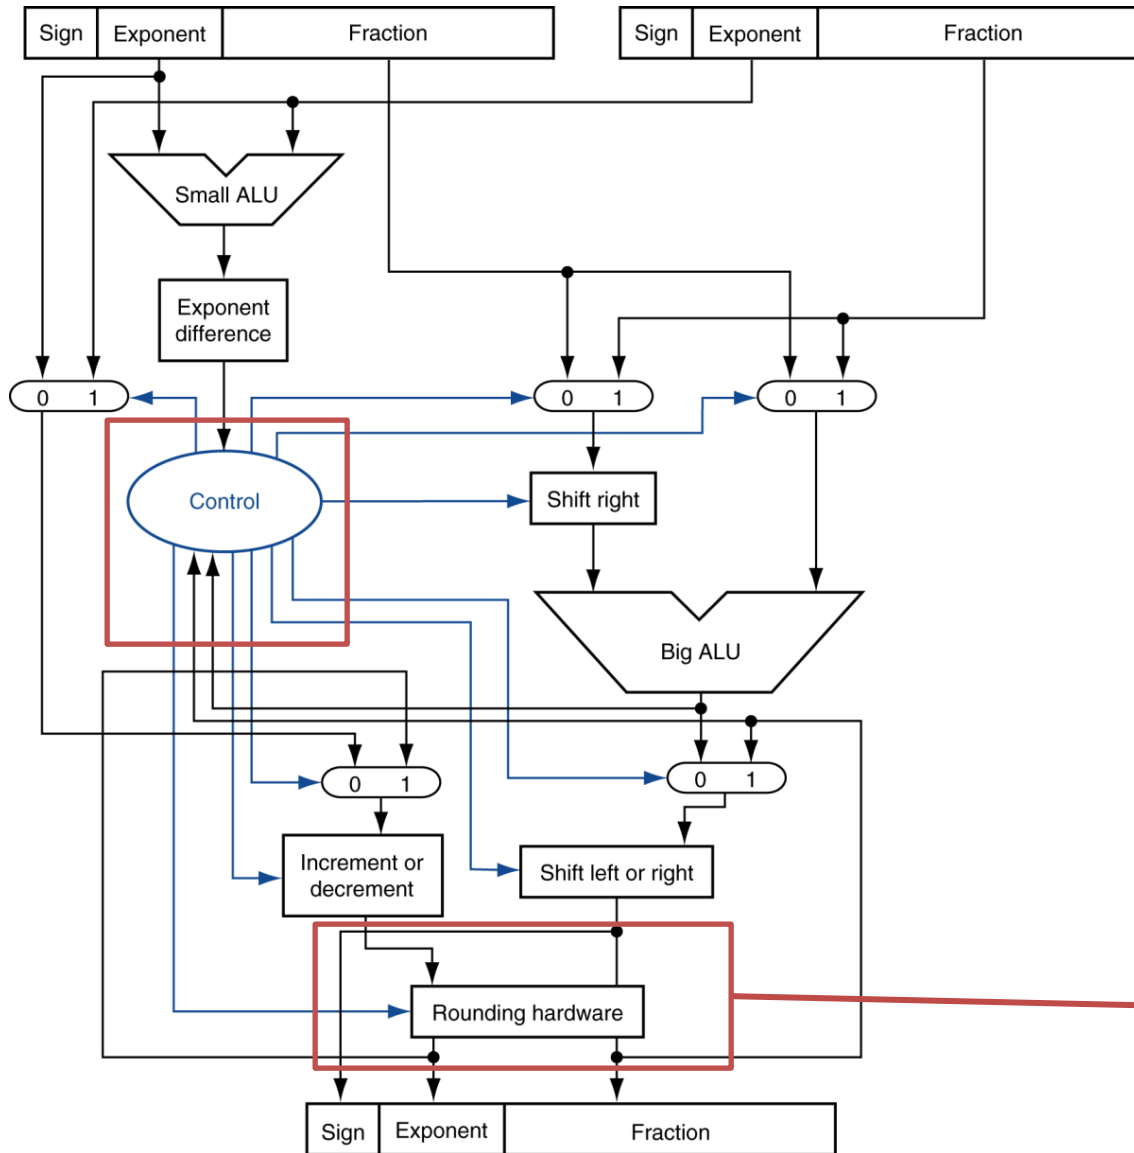 Sign Exponent Fraction Sign Exponent Fraction
Small ALU
Exponent
difference
0 1 0 1 0 1
Control
Shift right
Big ALU
0 1 0 1
Increment or
decrement
Shift left or right
Rounding hardware
Sign Exponent Fraction